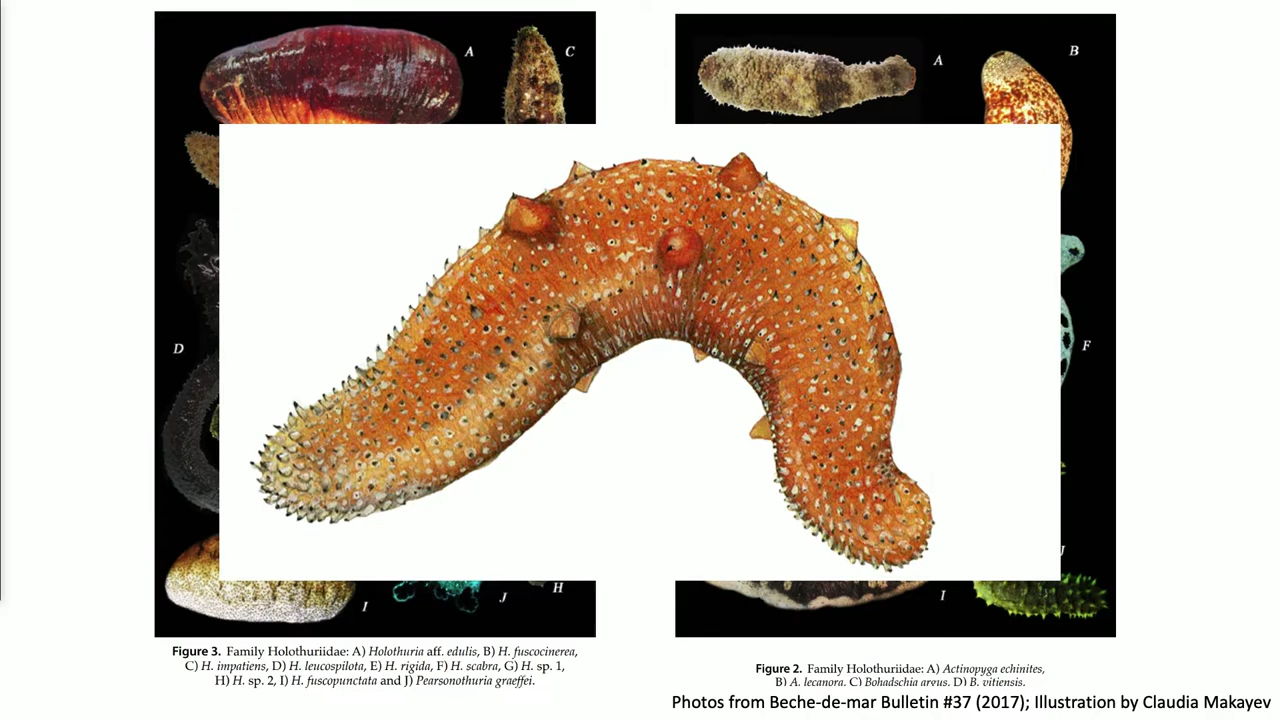 A
C
A
B
D
F
J
I
J
H
I
Figure 3. Family Holothuriidae: A) Holothuria aff. edulis, B) H. fuscocinerea,
C) H. impatiens, D) H. leucospilota, E) H. rigida, F) H. scabra, G) H. sp. 1,
H) H. sp. 2, I) H. fuscopunctata and J) Pearsonothuria graeffei.
Figure 2. Family Holothuriidae: A) Actinopyga echinites,
B) A. lecanora, C) Bohadschia argus, D) B. vitiensis.
Photos from Beche-de-mar Bulletin #37 (2017); Illustration by Claudia Makayev